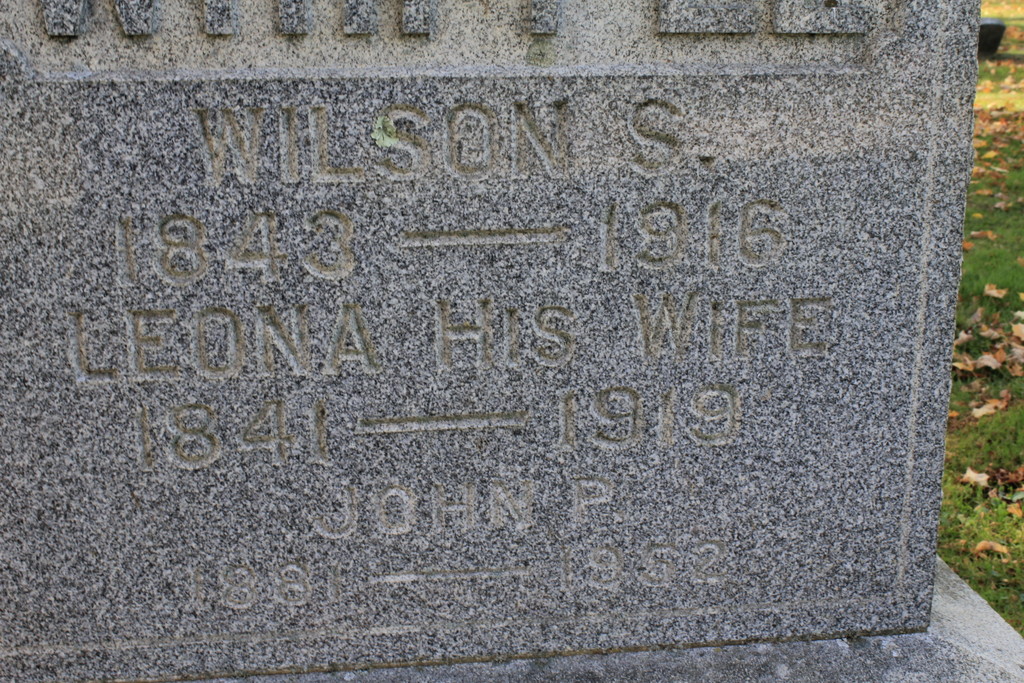 WILSON S.
1843 — 1916
LEONA HIS WIFE
1841 — 1919
JOHN P.
1881 — 1962